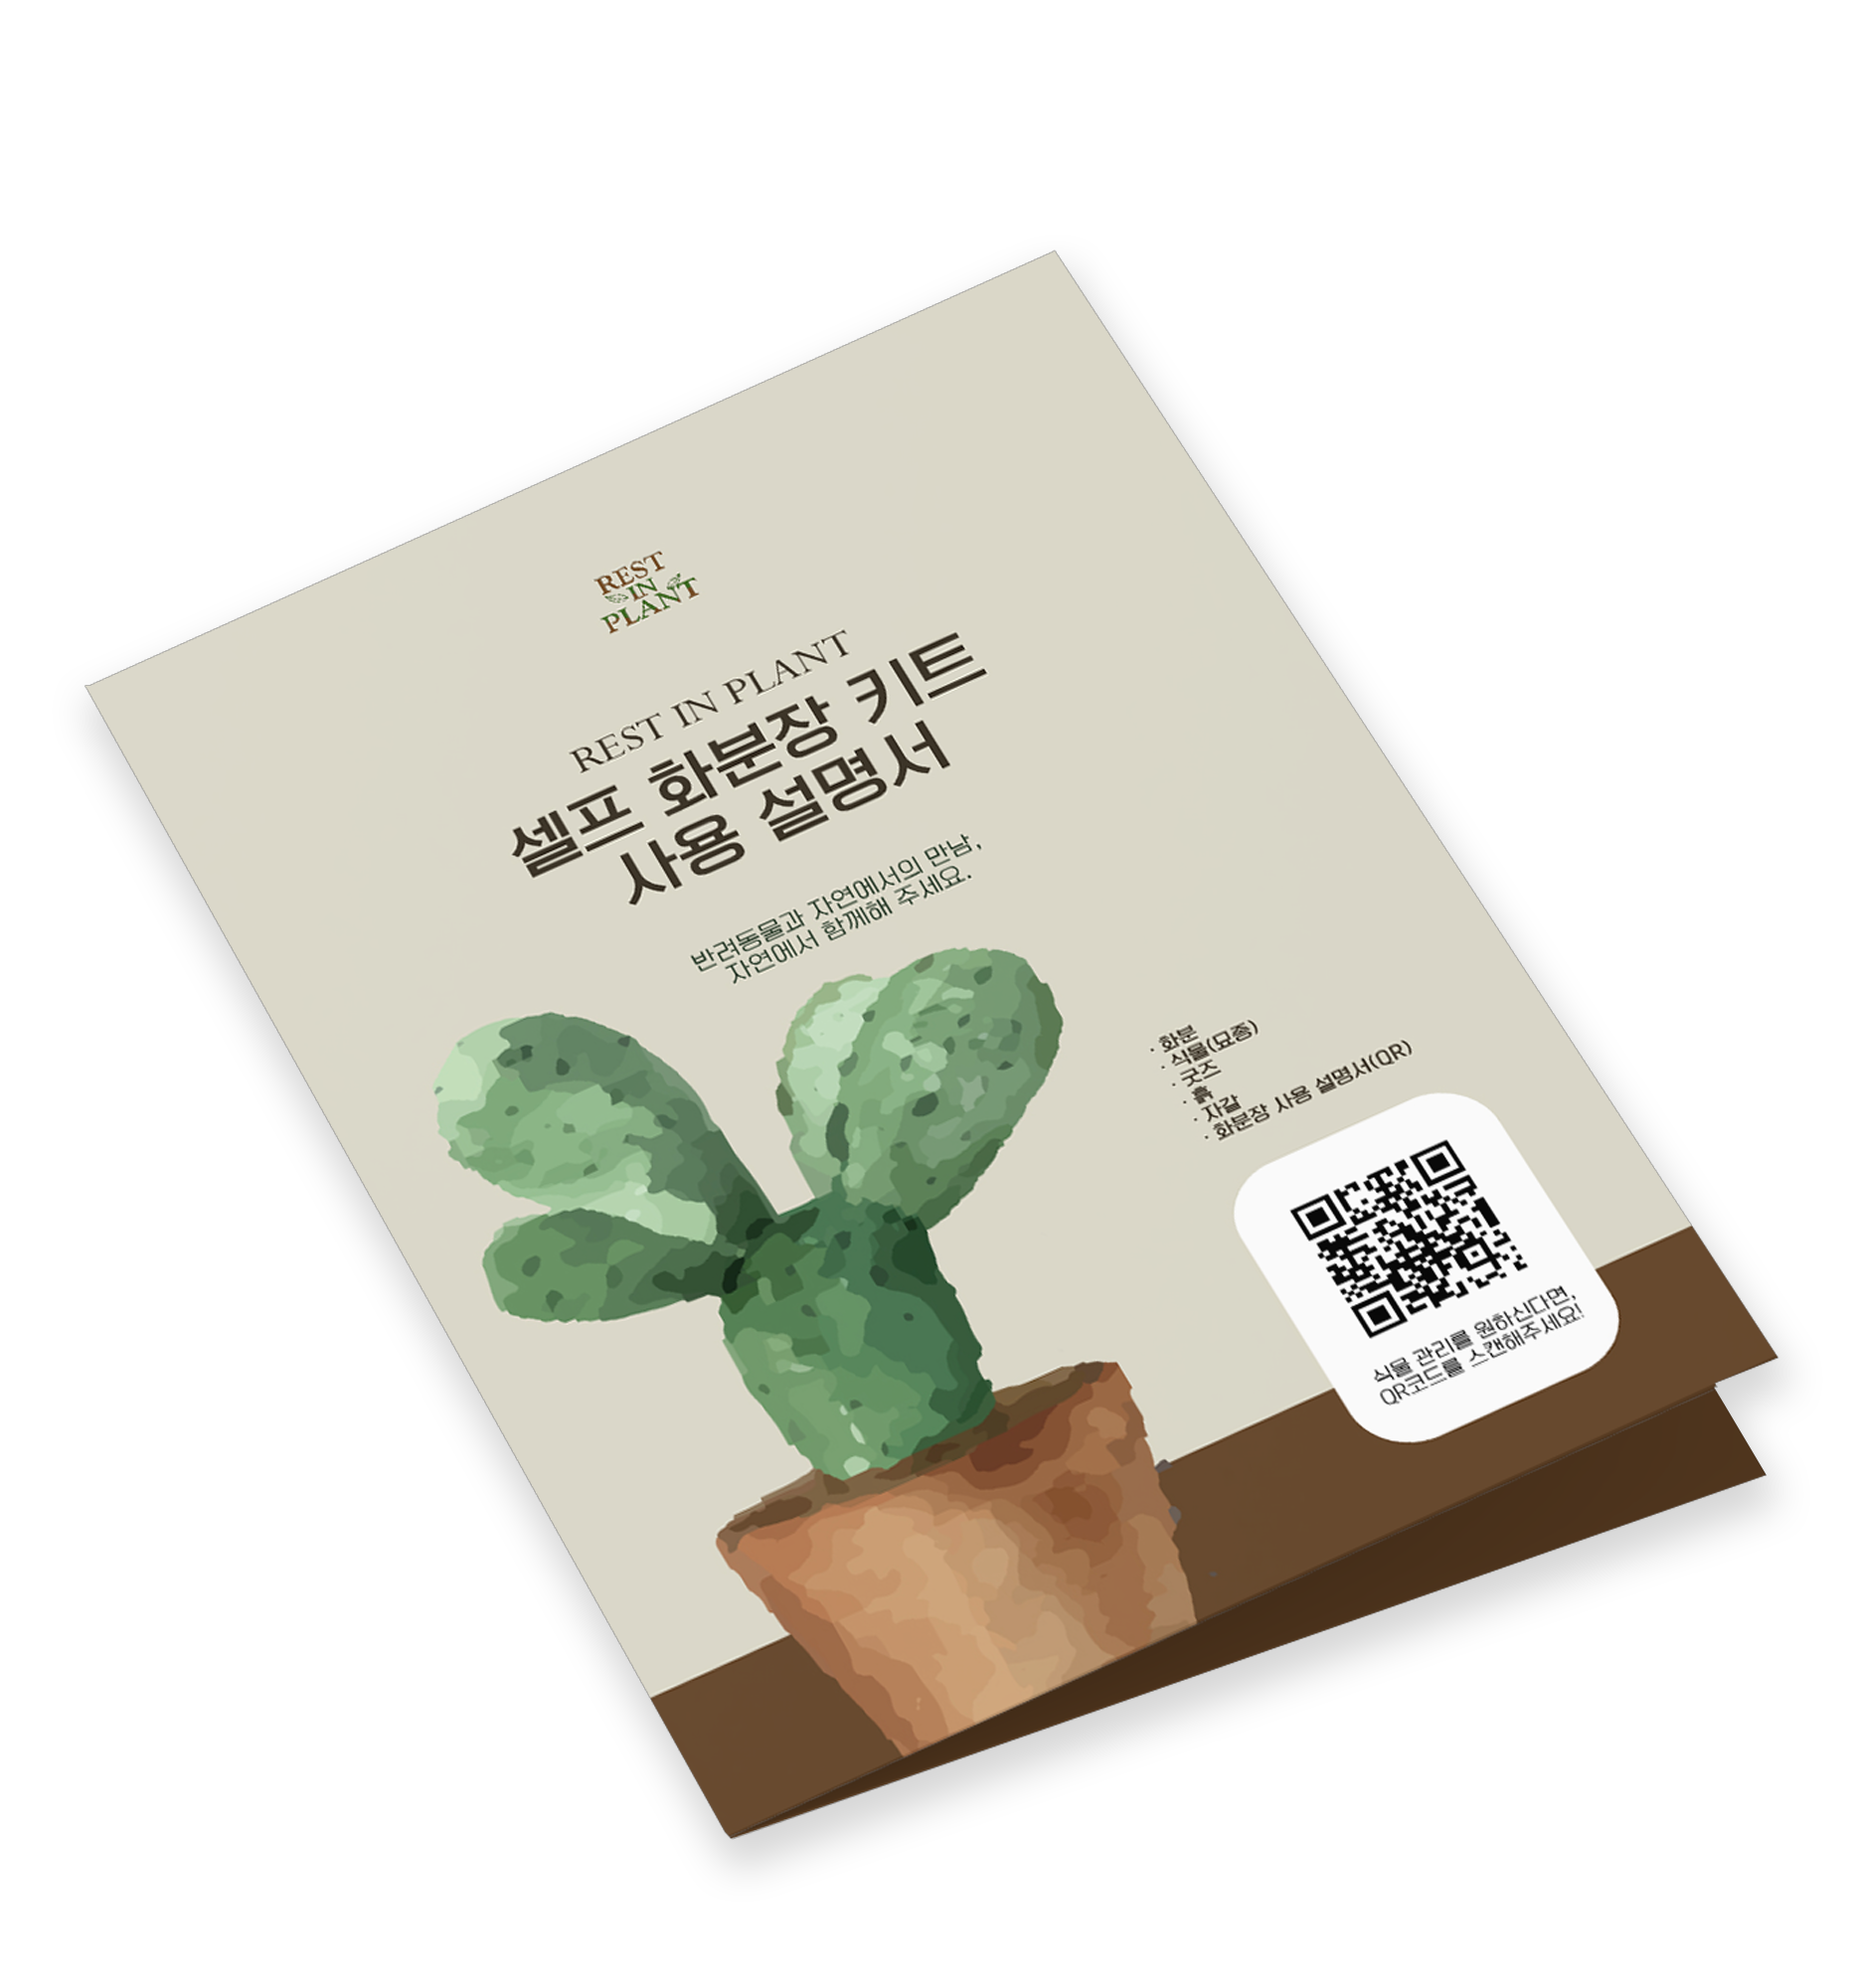 REST
IN
PLANT
REST IN PLANT
셀프 화분장 키트
사용 설명서
반려동물과 자연에서의 만남,
자연에서 함께해 주세요.
· 화분
· 식물(묘종)
· 굿즈
· 흙
· 자갈
· 화분장 사용 설명서(QR)
식물 관리를 원하신다면,
QR코드를 스캔해주세요!